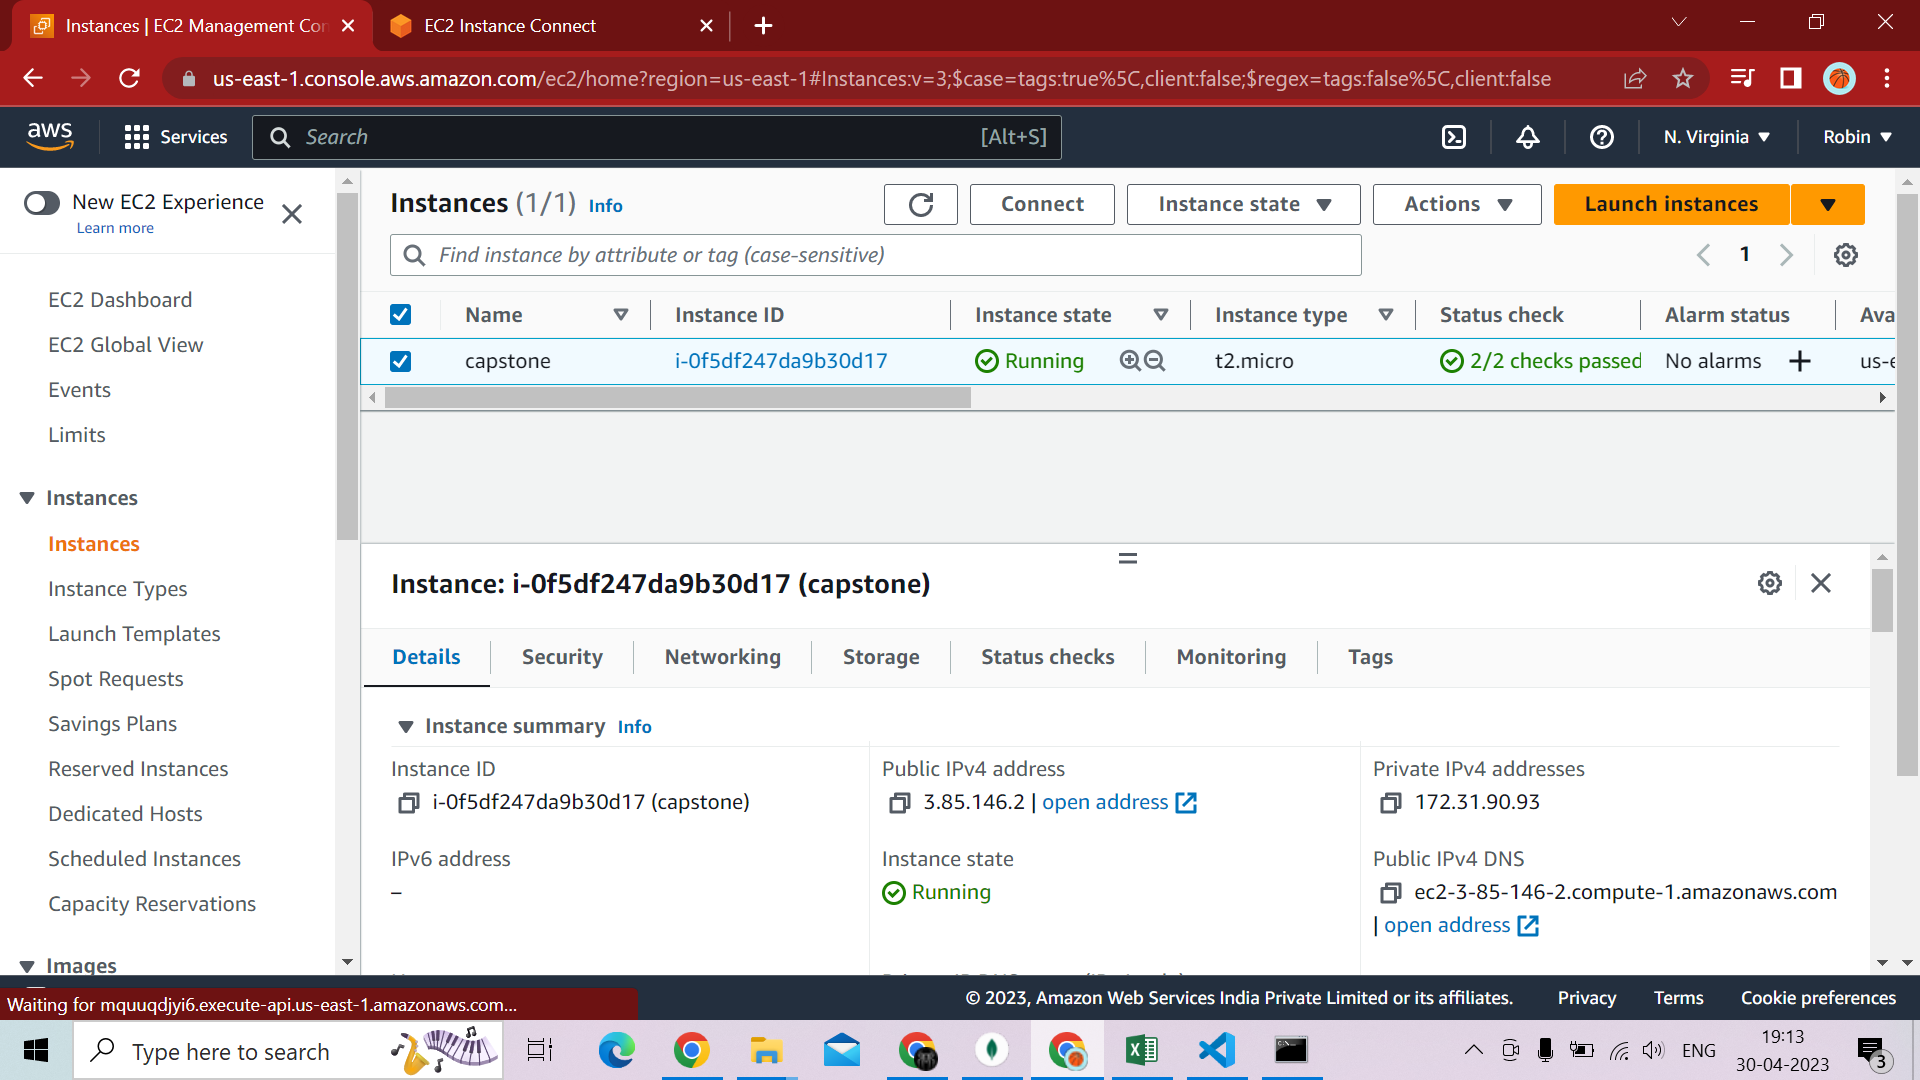 Instances | EC2 Management Con
EC2 Instance Connect
us-east-1.console.aws.amazon.com/ec2/home?region=us-east-1#Instances:v=3;$case=tags:true%5C,client:false;$regex=tags:false%5C,client:false
aws
Services
Search
[Alt+S]
N. Virginia
Robin
New EC2 Experience
Learn more
EC2 Dashboard
EC2 Global View
Events
Limits
Instances
Instances
Instance Types
Launch Templates
Spot Requests
Savings Plans
Reserved Instances
Dedicated Hosts
Scheduled Instances
Capacity Reservations
Images
Instances (1/1) Info
Connect
Instance state
Actions
Launch instances
Find instance by attribute or tag (case-sensitive)
1
Name
Instance ID
Instance state
Instance type
Status check
Alarm status
Ava
capstone
i-0f5df247da9b30d17
Running
t2.micro
2/2 checks passed
No alarms
us-e
Instance: i-0f5df247da9b30d17 (capstone)
Details
Security
Networking
Storage
Status checks
Monitoring
Tags
Instance summary Info
Instance ID
i-0f5df247da9b30d17 (capstone)
Public IPv4 address
3.85.146.2 | open address
Private IPv4 addresses
172.31.90.93
IPv6 address
–
Instance state
Running
Public IPv4 DNS
ec2-3-85-146-2.compute-1.amazonaws.com
| open address
Waiting for mquuqdjyi6.execute-api.us-east-1.amazonaws.com...
© 2023, Amazon Web Services India Private Limited or its affiliates.
Privacy
Terms
Cookie preferences
Type here to search
ENG
19:13
30-04-2023
3